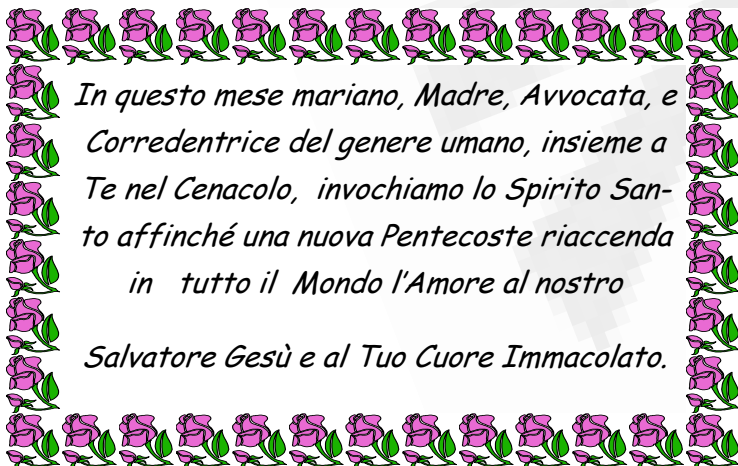 In questo mese mariano, Madre, Avvocata, e
Corredentrice del genere umano, insieme a
Te nel Cenacolo, invochiamo lo Spirito San-
to affinché una nuova Pentecoste riaccenda
in tutto il Mondo l'Amore al nostro
Salvatore Gesù e al Tuo Cuore Immacolato.